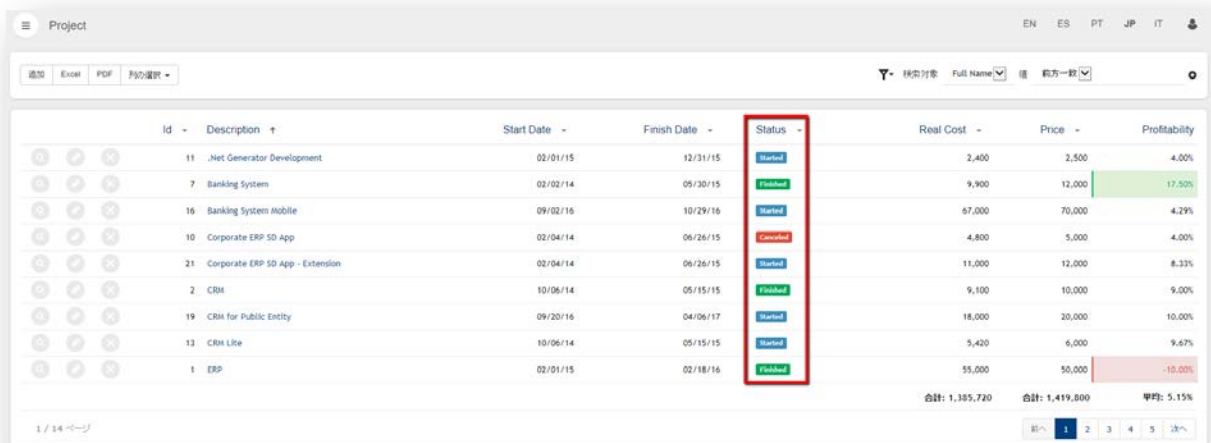 Project EN ES PT JP IT
追加 Excel PDF 列の選択 検索対象 Full Name 値 前方一致
Id Description Start Date Finish Date Status Real Cost Price Profitability
11 .Net Generator Development 02/01/15 12/31/15 Started 2,400 2,500 4.00%
7 Banking System 02/02/14 05/30/15 Finished 9,900 12,000 17.50%
16 Banking System Mobile 09/02/16 10/29/16 Started 67,000 70,000 4.29%
10 Corporate ERP SD App 02/04/14 06/26/15 Canceled 4,800 5,000 4.00%
21 Corporate ERP SD App - Extension 02/04/14 06/26/15 Started 11,000 12,000 8.33%
2 CRM 10/06/14 05/15/15 Finished 9,100 10,000 9.00%
19 CRM for Public Entity 09/20/16 04/06/17 Started 18,000 20,000 10.00%
13 CRM Lite 10/06/14 05/15/15 Started 5,420 6,000 9.67%
1 ERP 02/01/15 02/18/16 Finished 55,000 50,000 -10.00%
合計: 1,385,720 合計: 1,419,800 平均: 5.15%
1 / 14 ページ 前へ 1 2 3 4 5 次へ